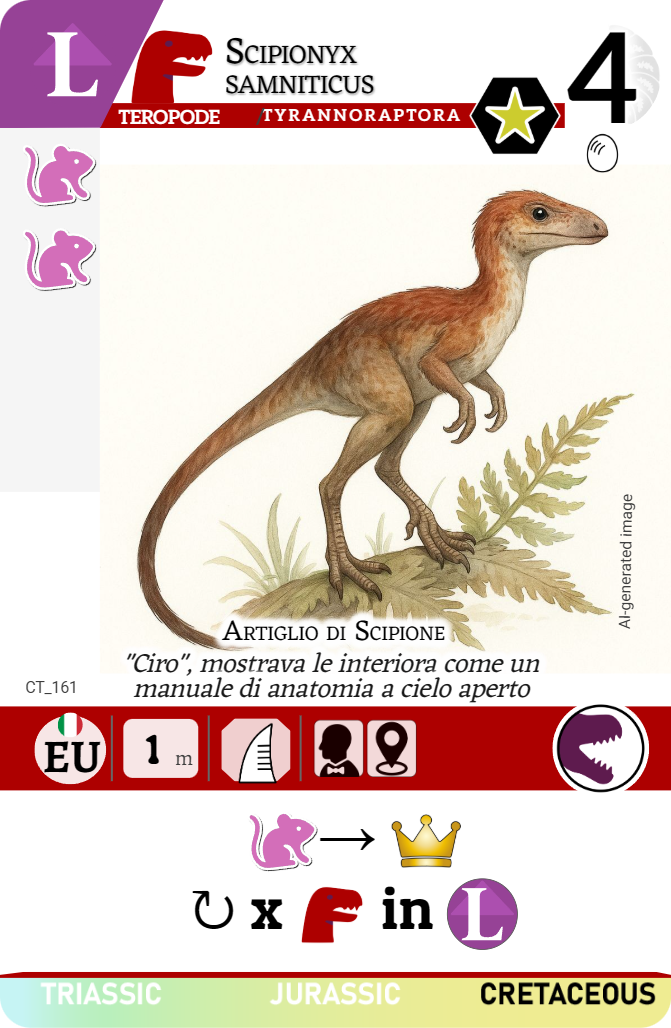 L
Scipionyx
samniticus
4
TEROPODE
TYRANNORAPTORA
AI-generated image
Artiglio di Scipione
"Ciro", mostrava le interiora come un
manuale di anatomia a cielo aperto
CT_161
EU
1 m
x
in
L
TRIASSIC
JURASSIC
CRETACEOUS